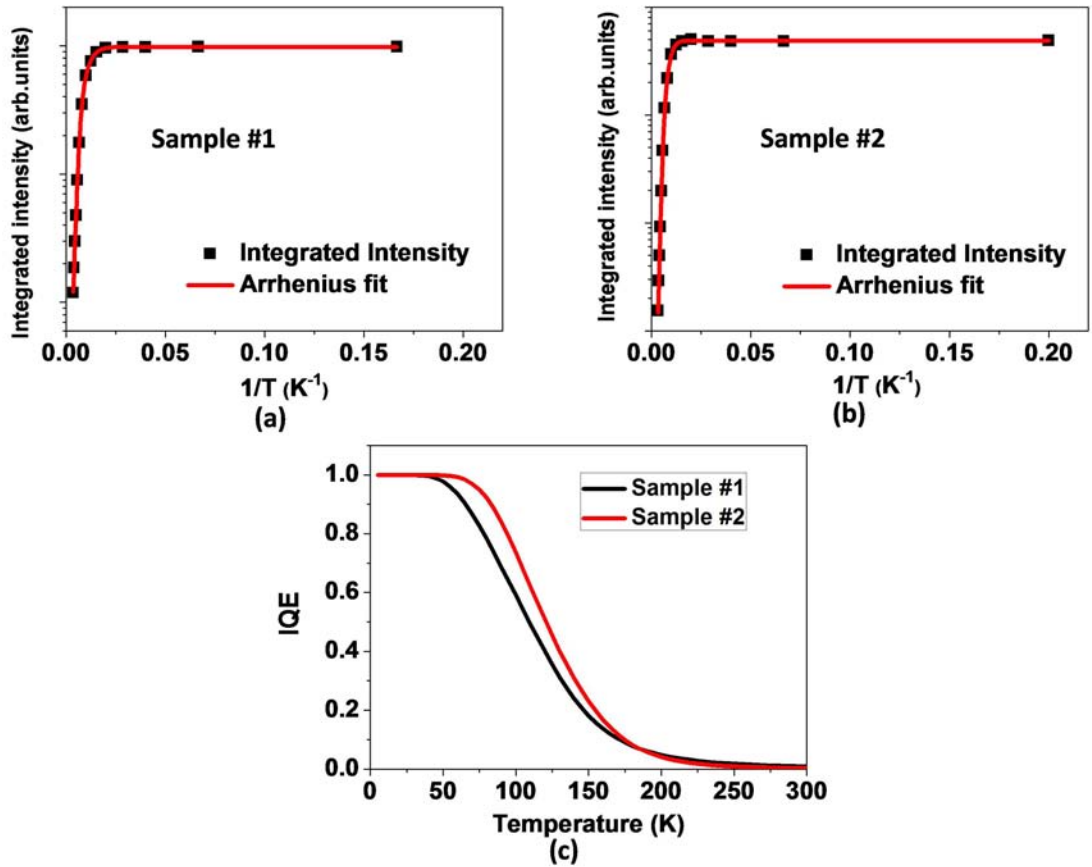 Integrated intensity (arb.units)
Sample #1
Integrated Intensity
Arrhenius fit
0.00 0.05 0.10 0.15 0.20
1/T (K⁻¹)
(a)
Integrated intensity (arb.units)
Sample #2
Integrated Intensity
Arrhenius fit
0.00 0.05 0.10 0.15 0.20
1/T (K⁻¹)
(b)
IQE
1.0
0.8
0.6
0.4
0.2
0.0
Sample #1
Sample #2
0 50 100 150 200 250 300
Temperature (K)
(c)